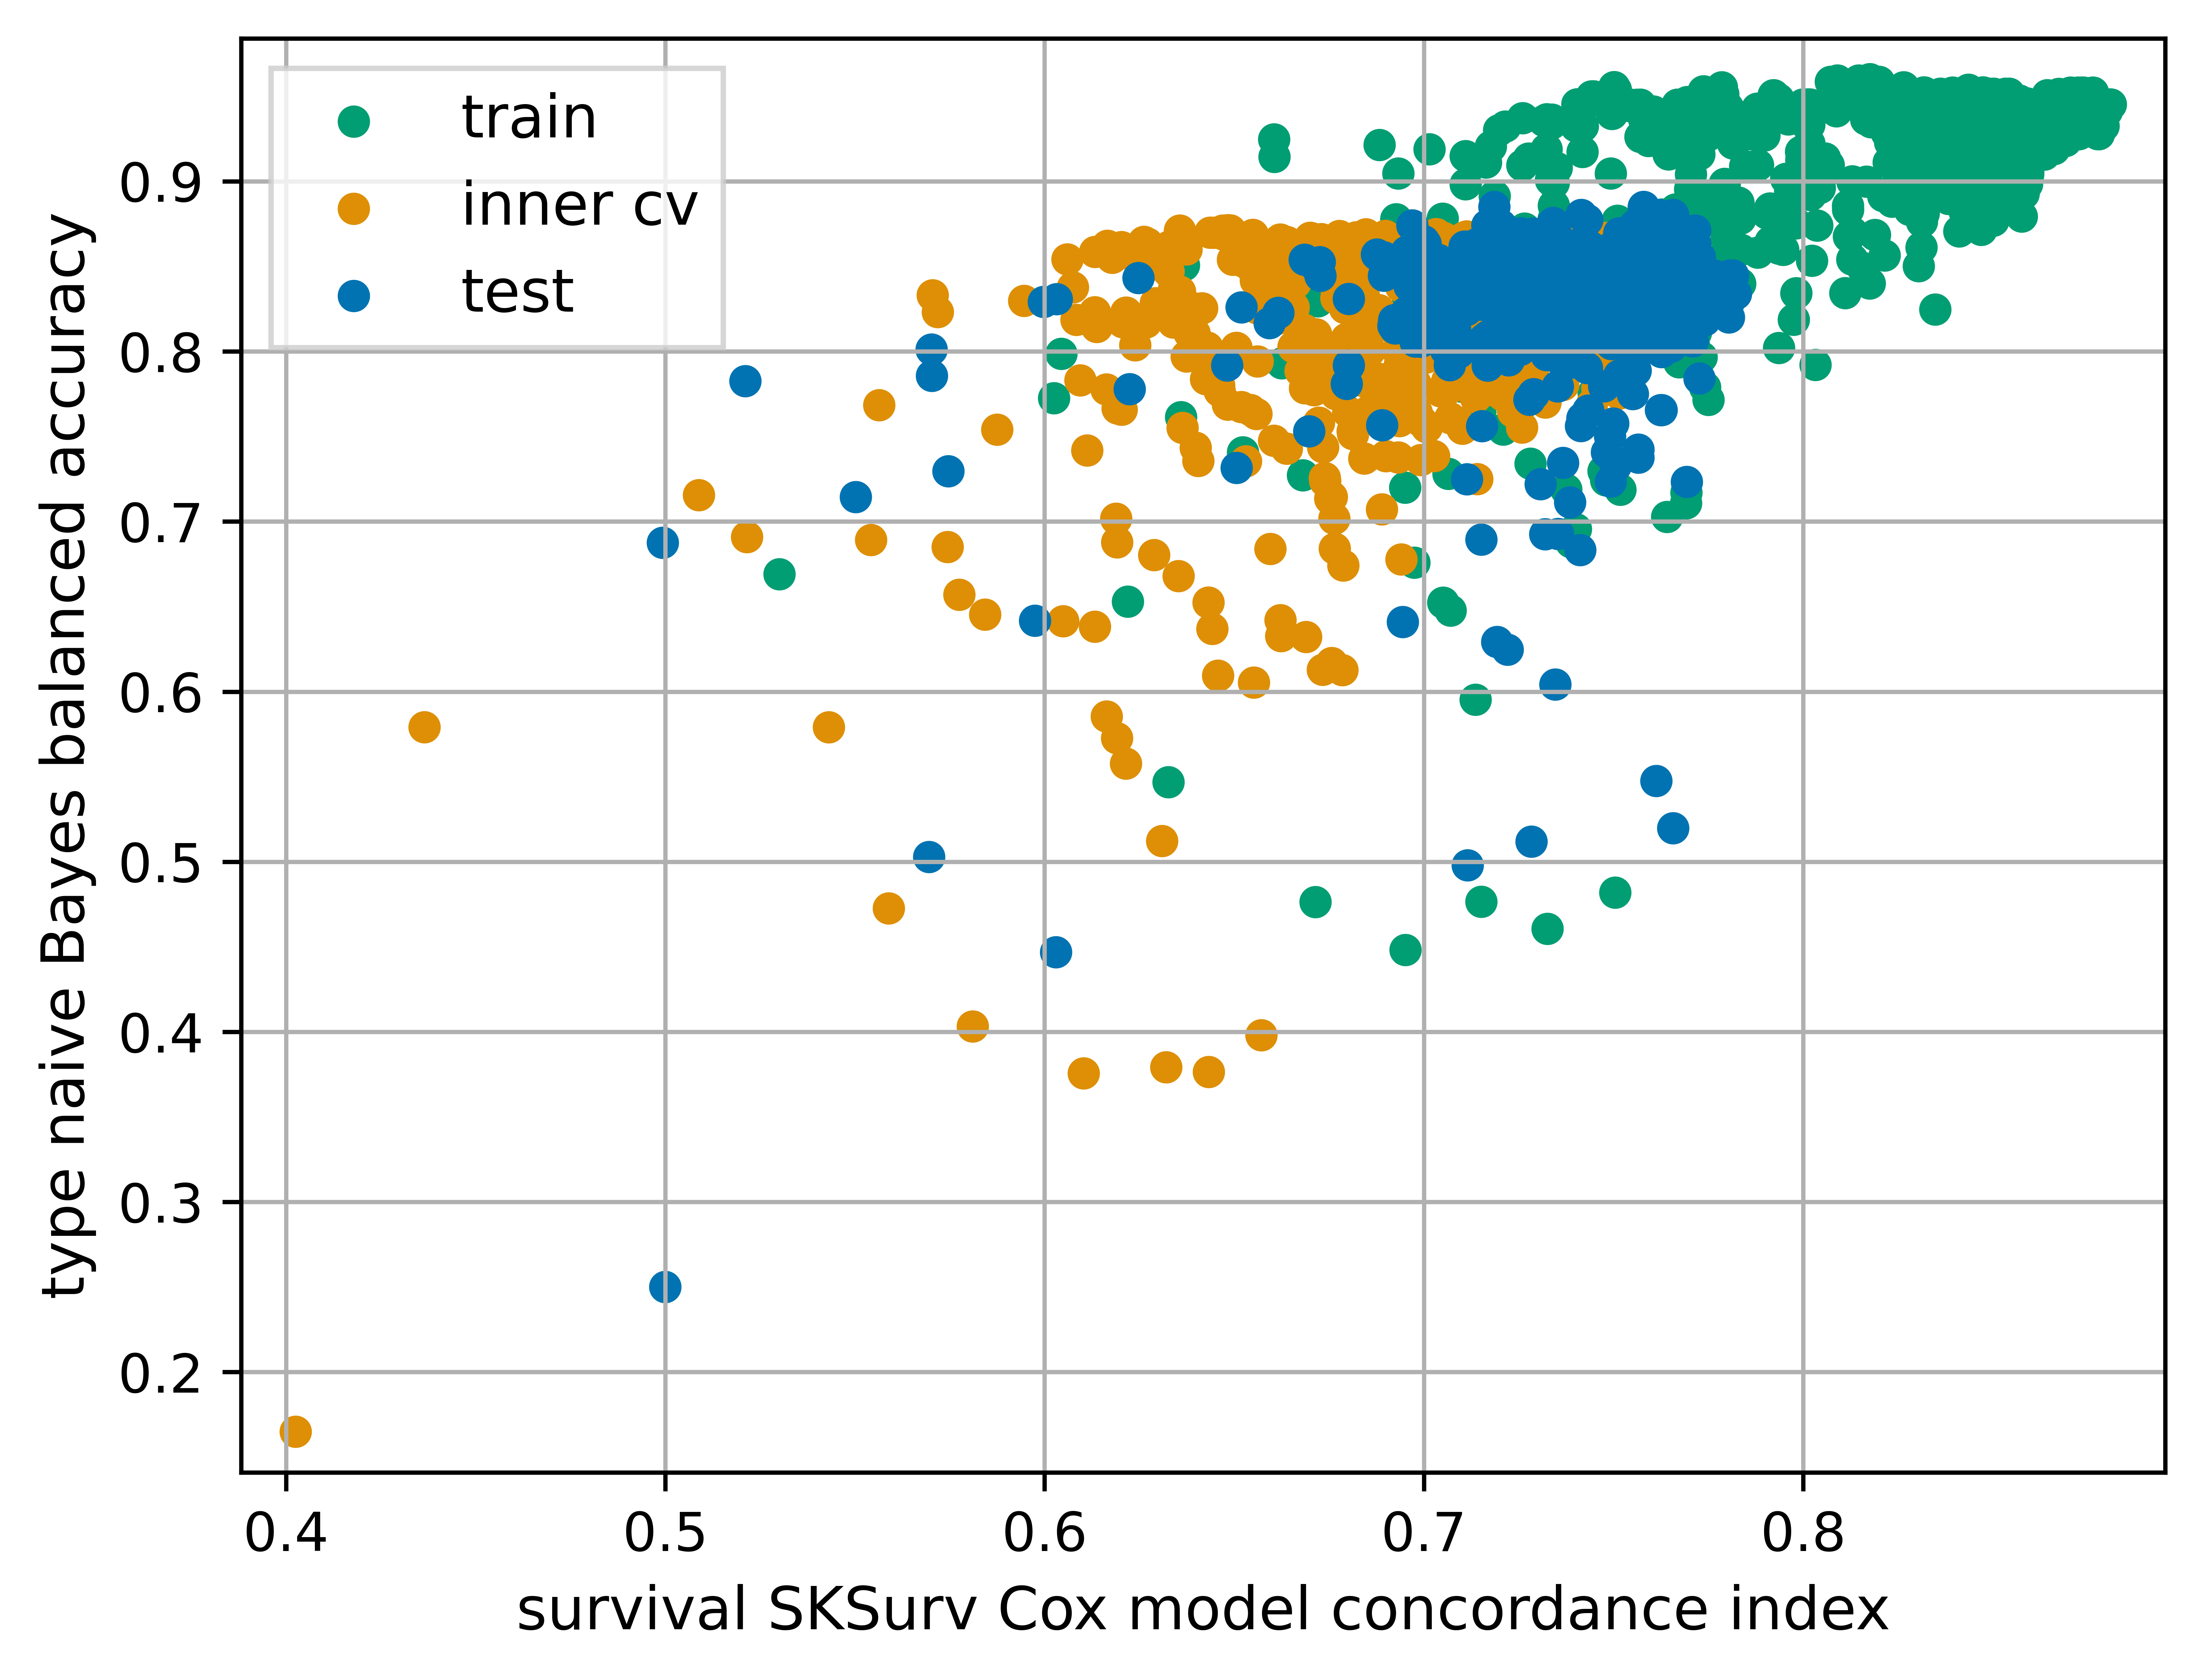 train
inner cv
test
0.9
0.8
0.7
0.6
0.5
0.4
0.3
0.2
type naive Bayes balanced accuracy
0.4 0.5 0.6 0.7 0.8
survival SKSurv Cox model concordance index